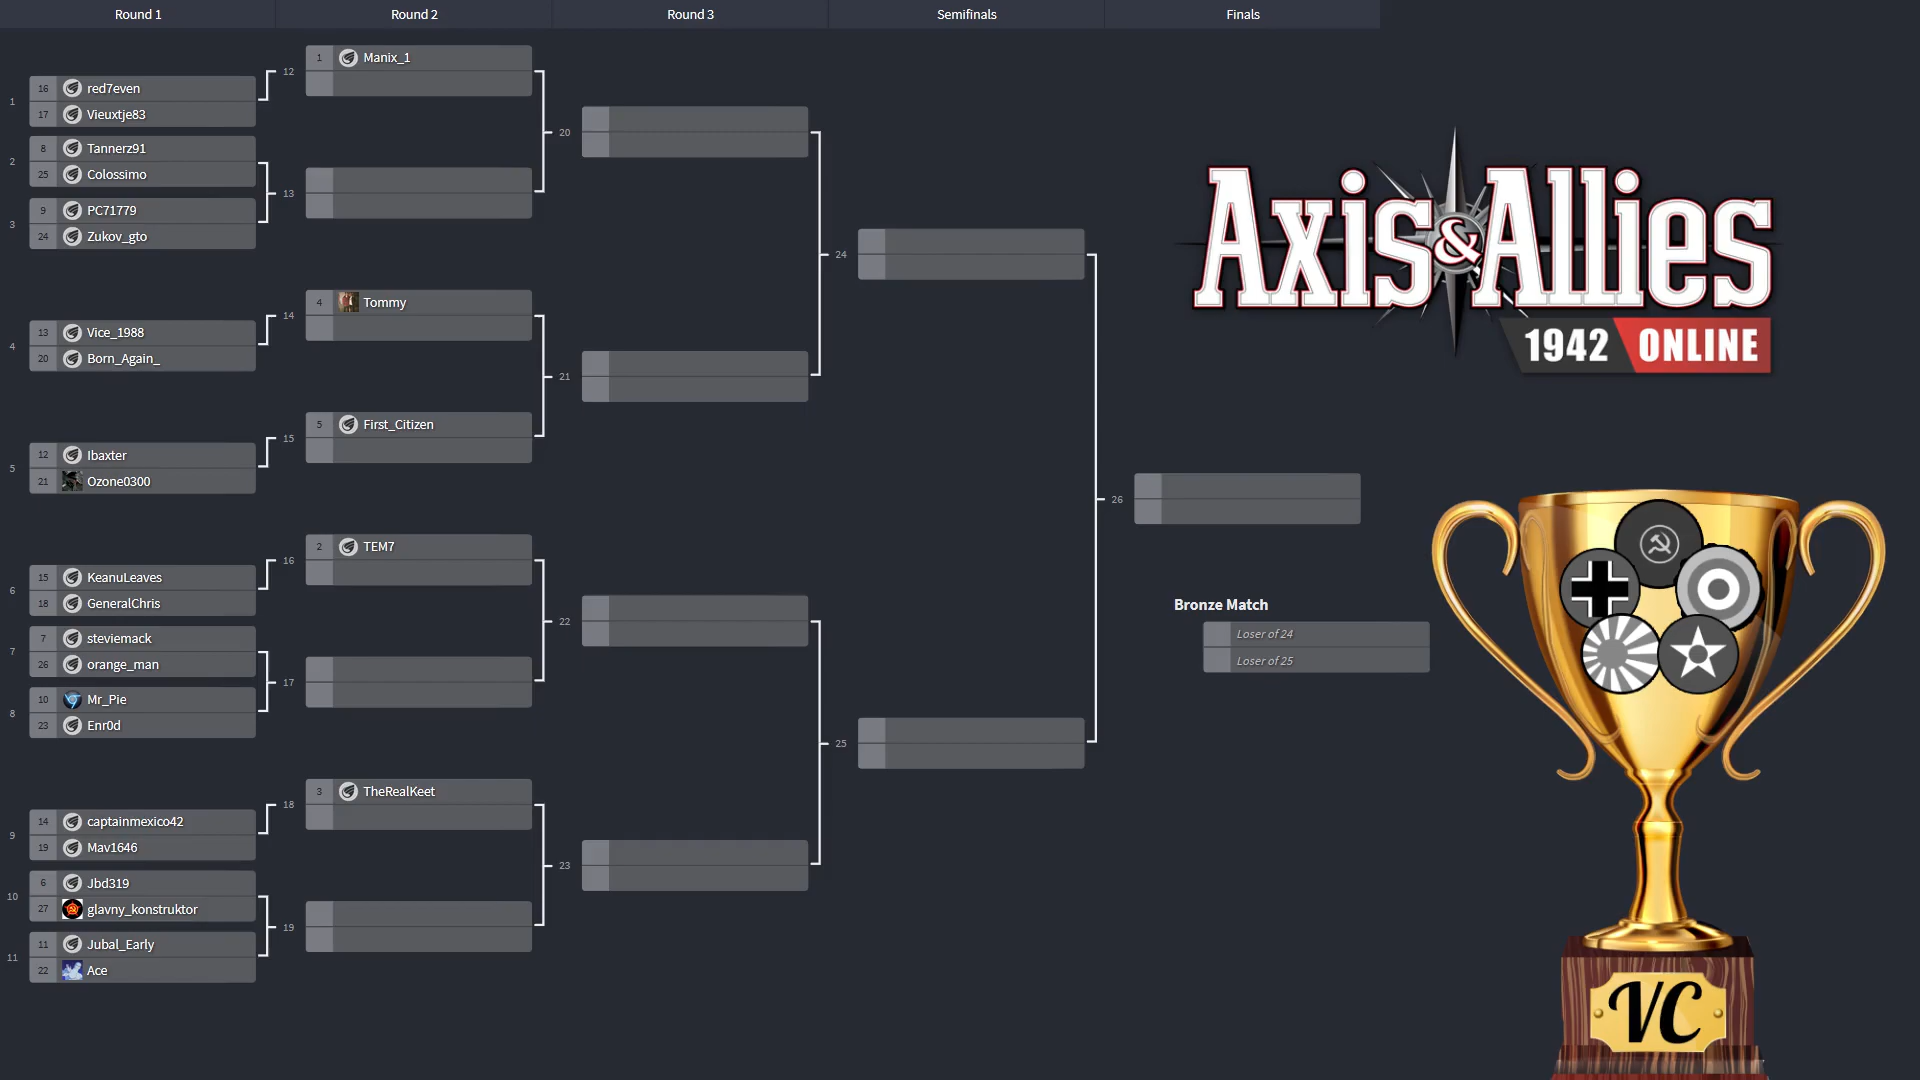 Round 1
Round 2
Round 3
Semifinals
Finals
1
16 red7even
17 Vieuxtje83
2
8 Tannerz91
25 Colossimo
3
9 PC71779
24 Zukov_gto
4
13 Vice_1988
20 Born_Again_
5
12 Ibaxter
21 Ozone0300
6
15 KeanuLeaves
18 GeneralChris
7
7 steviemack
26 orange_man
8
10 Mr_Pie
23 Enr0d
9
14 captainmexico42
19 Mav1646
10
6 Jbd319
27 glavny_konstruktor
11
11 Jubal_Early
22 Ace
12
1 Manix_1
13
14
4 Tommy
15
5 First_Citizen
16
2 TEM7
17
18
3 TheRealKeet
19
20
21
22
23
24
25
26
Bronze Match
Loser of 24
Loser of 25
Axis & Allies
1942 ONLINE
VC